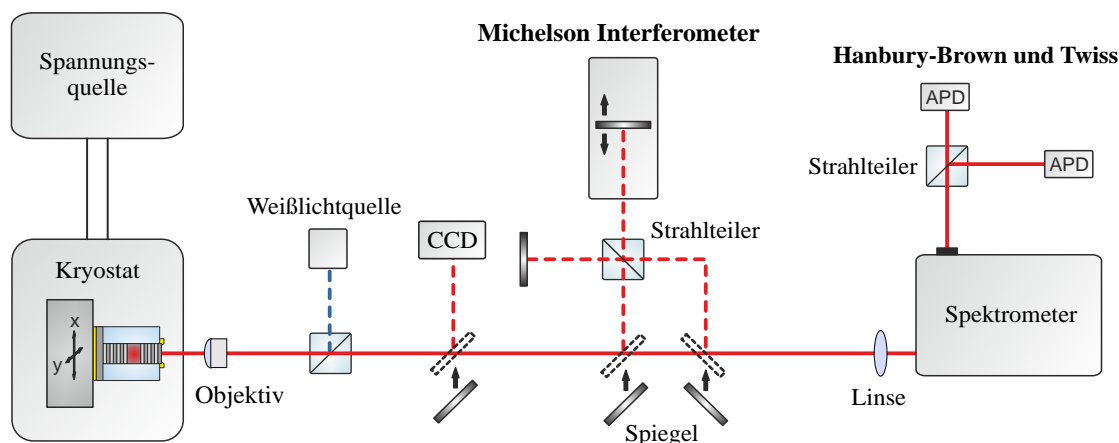 Spannungs-
quelle
Michelson Interferometer
Hanbury-Brown und Twiss
APD
Strahlteiler
APD
Weißlichtquelle
CCD
Strahlteiler
Kryostat
x
y
Objektiv
Spiegel
Linse
Spektrometer